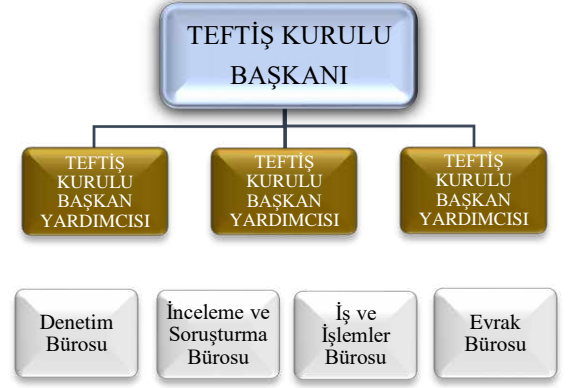 TEFTİŞ KURULU
BAŞKANI
TEFTİŞ
KURULU
BAŞKAN
YARDIMCISI
TEFTİŞ
KURULU
BAŞKAN
YARDIMCISI
TEFTİŞ
KURULU
BAŞKAN
YARDIMCISI
Denetim
Bürosu
İnceleme ve
Soruşturma
Bürosu
İş ve
İşlemler
Bürosu
Evrak
Bürosu